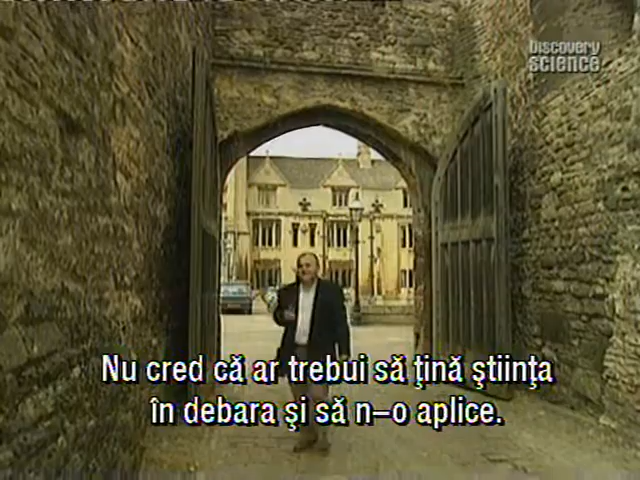 Discovery
SCIENCE
Nu cred că ar trebui să ţină ştiinţa
în debara şi să n-o aplice.